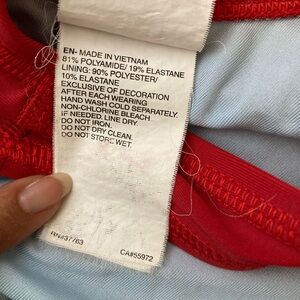 EN- MADE IN VIETNAM
81% POLYAMIDE/ 19% ELASTANE
LINING: 90% POLYESTER/
10% ELASTANE
EXCLUSIVE OF DECORATION
AFTER EACH WEARING
HAND WASH COLD SEPARATELY.
NON-CHLORINE BLEACH
IF NEEDED. LINE DRY.
DO NOT IRON.
DO NOT DRY CLEAN.
DO NOT STORE WET.
RN#37763
CA#55972